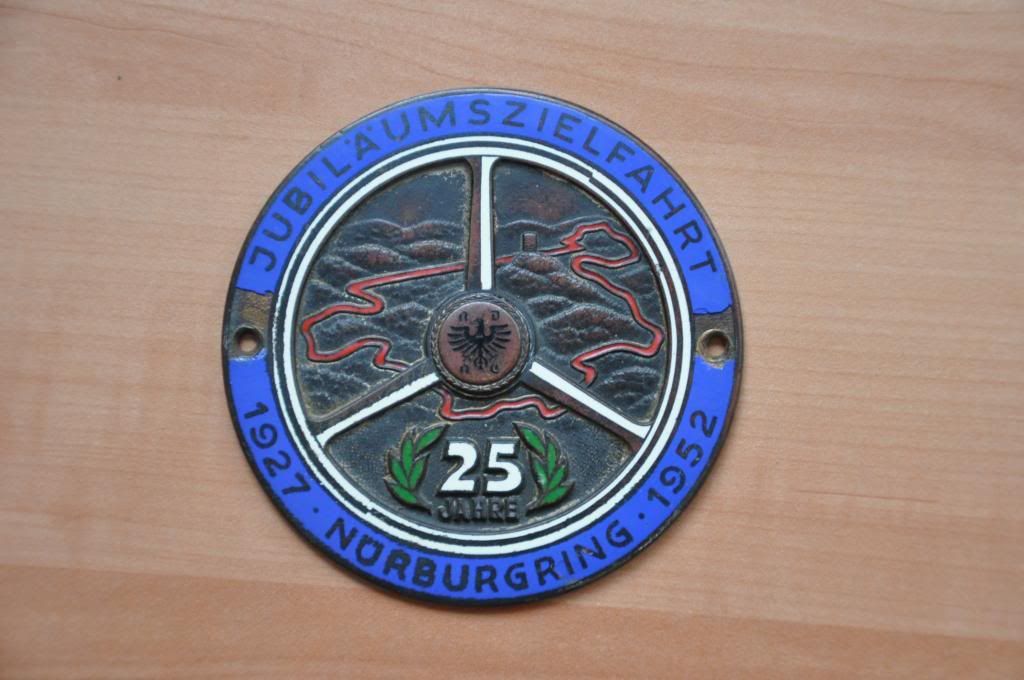 JUBILÄUMSZIELFAHRT
A D
A C
25
JAHRE
1927 · NÜRBURGRING · 1952